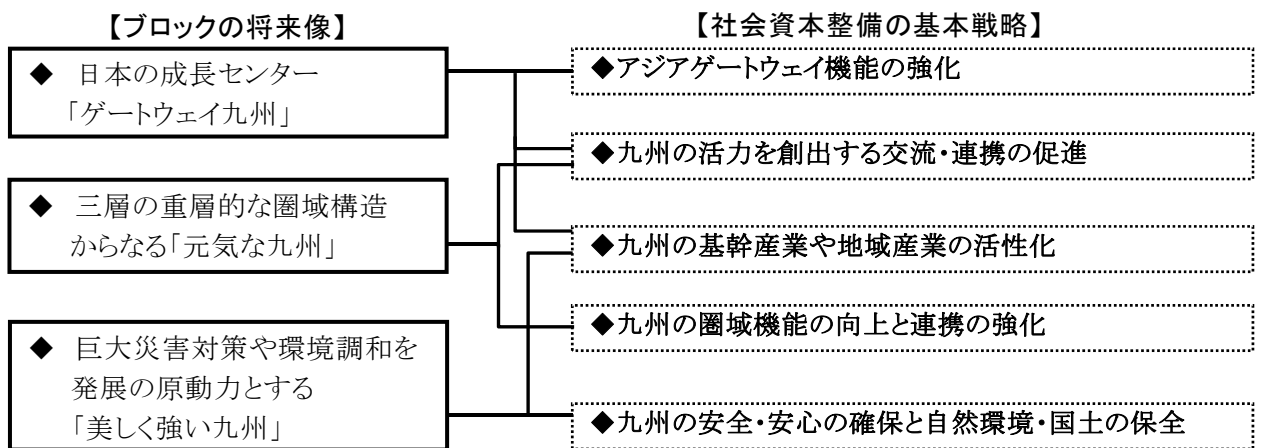 【ブロックの将来像】
◆ 日本の成長センター
「ゲートウェイ九州」
◆ 三層の重層的な圏域構造
からなる「元気な九州」
◆ 巨大災害対策や環境調和を
発展の原動力とする
「美しく強い九州」
【社会資本整備の基本戦略】
◆アジアゲートウェイ機能の強化
◆九州の活力を創出する交流・連携の促進
◆九州の基幹産業や地域産業の活性化
◆九州の圏域機能の向上と連携の強化
◆九州の安全・安心の確保と自然環境・国土の保全